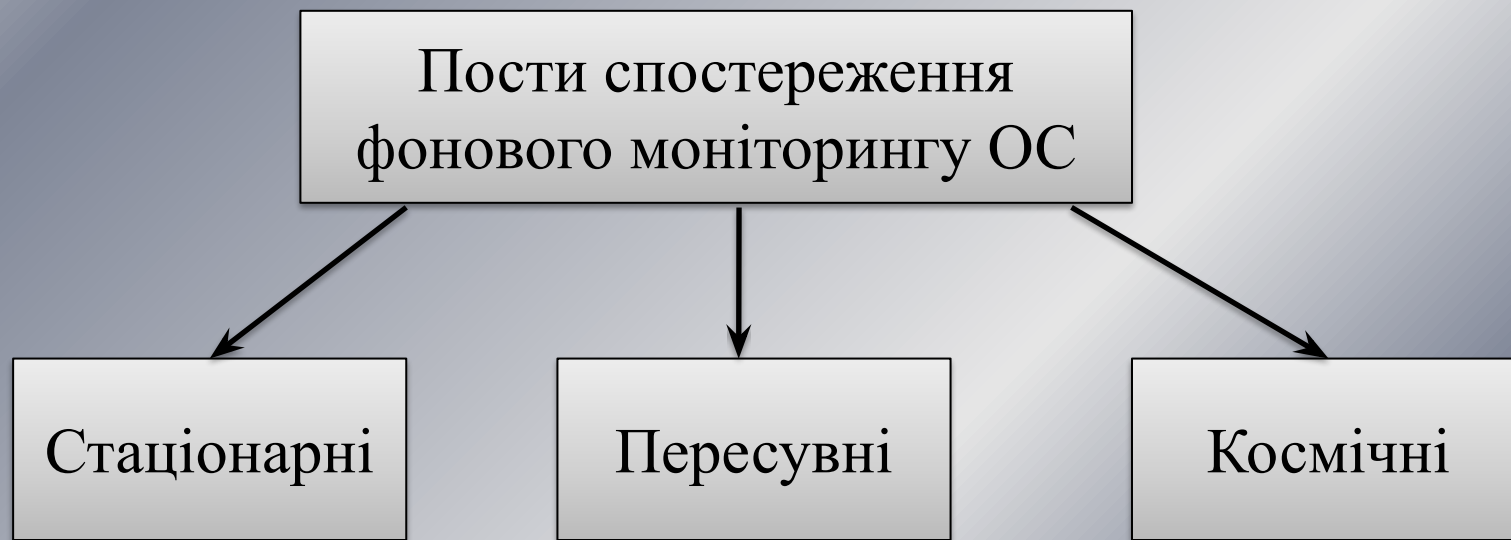 Пости спостереження
фонового моніторингу ОС
Стаціонарні
Пересувні
Космічні